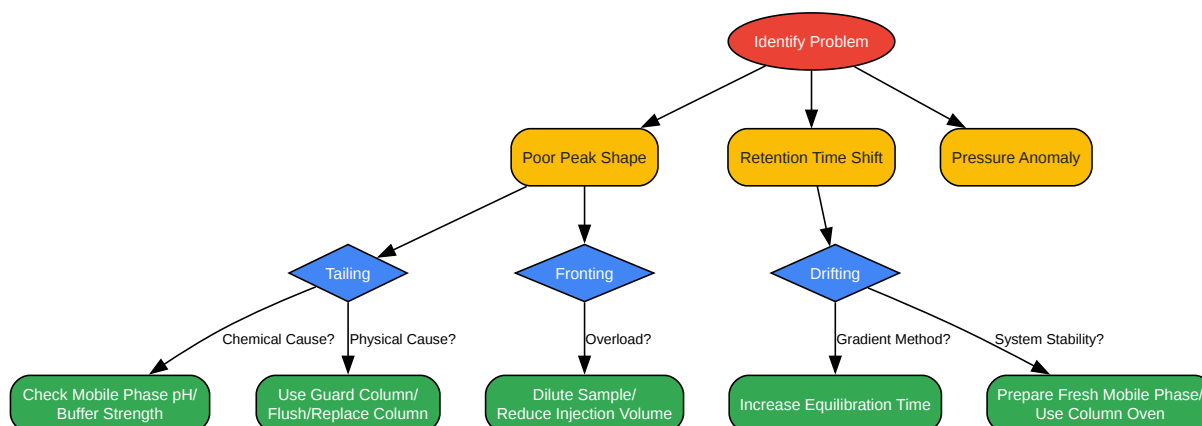 Identify Problem
Poor Peak Shape
Retention Time Shift
Pressure Anomaly
Tailing
Fronting
Drifting
Chemical Cause?
Physical Cause?
Overload?
Gradient Method?
System Stability?
Check Mobile Phase pH/
Buffer Strength
Use Guard Column/
Flush/Replace Column
Dilute Sample/
Reduce Injection Volume
Increase Equilibration Time
Prepare Fresh Mobile Phase/
Use Column Oven